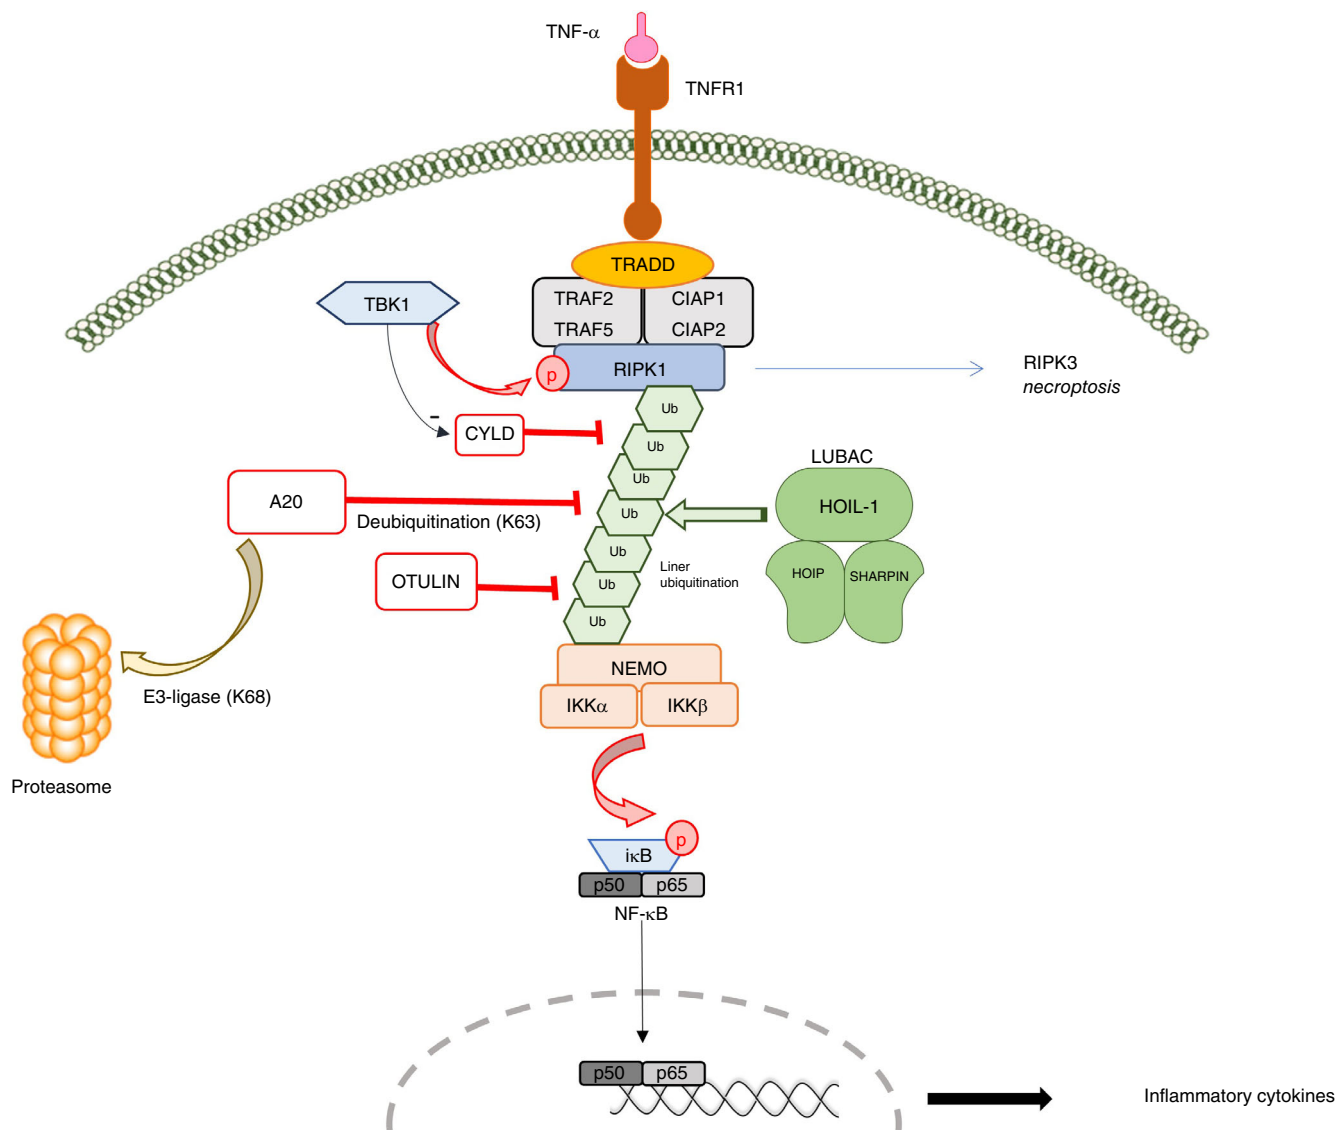 TNF-α
TNFR1
TRADD
TRAF2
CIAP1
TRAF5
CIAP2
TBK1
RIPK1
p
RIPK3
necroptosis
-
CYLD
Ub
Ub
Ub
Ub
Ub
Ub
Ub
A20
Deubiquitination (K63)
OTULIN
LUBAC
HOIL-1
HOIP
SHARPIN
Liner
ubiquitination
E3-ligase (K68)
Proteasome
NEMO
IKKα
IKKβ
p
iκB
p50
p65
NF-κB
p50
p65
Inflammatory cytokines